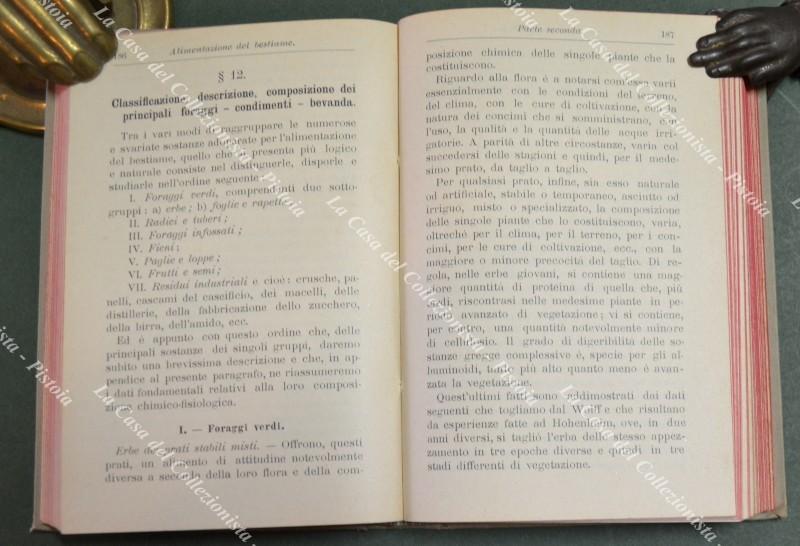 186 Alimentazione del bestiame.
§ 12.
Classificazione, descrizione, composizione dei
principali foraggi - condimenti - bevanda.
Tra i vari modi di raggruppare le numerose
e svariate sostanze adoperate per l'alimentazione
del bestiame, quello che si presenta più logico
e naturale consiste nel distinguerle, disporle e
studiarle nell'ordine seguente:
I. Foraggi verdi, comprendenti due sotto-
gruppi: a) erbe; b) foglie e rapette;
II. Radici e tuberi;
III. Foraggi infossati;
IV. Fieni;
V. Paglie e loppe;
VI. Frutti e semi;
VII. Residui industriali e cioè: crusche, pa-
nelli, cascami del caseificio, dei macelli, delle
distillerie, della fabbricazione dello zucchero,
della birra, dell'amido, ecc.
Ed è appunto con questo ordine che, delle
principali sostanze dei singoli gruppi, daremo
subito una brevissima descrizione e che, in ap-
pendice al presente paragrafo, ne riassumeremo
i dati fondamentali relativi alla loro composi-
zione chimico-fisiologica.
I. — Foraggi verdi.
Erbe dei prati stabili misti. — Offrono, questi
prati, un alimento di attitudine notevolmente
diversa a seconda della loro flora e della com-
Parte seconda 187
posizione chimica delle singole piante che la
costituiscono.
Riguardo alla flora è a notarsi com'essa varii
essenzialmente con le condizioni del terreno,
del clima, con le cure di coltivazione, con la
natura dei concimi che si somministrano, con
l'uso, la qualità e la quantità delle acque irri-
gatorie. A parità di altre circostanze, varia col
succedersi delle stagioni e quindi, per il mede-
simo prato, da taglio a taglio.
Per qualsiasi prato, infine, sia esso naturale
od artificiale, stabile o temporaneo, asciutto od
irriguo, misto o specializzato, la composizione
delle singole piante che lo costituiscono, varia,
oltrechè per il clima, per il terreno, per i con-
cimi, per le cure di coltivazione, ecc., con la
maggiore o minore precocità del taglio. Di re-
gola, nelle erbe giovani, si contiene una mag-
giore quantità di proteina di quella che, più
tardi, riscontrasi nelle medesime piante in pe-
riodo avanzato di vegetazione; vi si contiene,
per contro, una quantità notevolmente minore
di cellulosio. Il grado di digeribilità delle so-
stanze gregge complessive è, specie per gli al-
buminoidi, tanto più alto quanto meno è avan-
zata la vegetazione.
Quest'ultimi fatti sono addimostrati dai dati
seguenti che togliamo dal Wolff e che risultano
da esperienze fatte ad Hohenheim, ove, in due
anni diversi, si tagliò l'erba dello stesso appez-
zamento in tre epoche diverse e quindi in tre
stadi differenti di vegetazione.
La Casa del Collezionista - Pistoia
La Casa del Collezionista - Pistoia
La Casa del Collezionista - Pistoia
La Casa del Collezionista - Pistoia